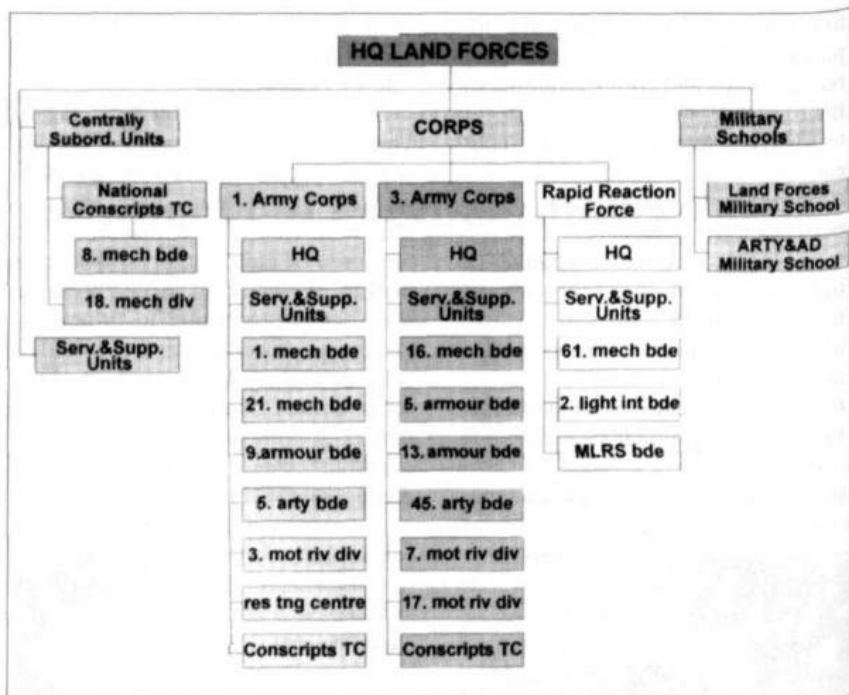 HQ LAND FORCES
Centrally
Subord. Units
CORPS
Military
Schools
National
Conscripts TC
1. Army Corps
3. Army Corps
Rapid Reaction
Force
Land Forces
Military School
8. mech bde
HQ
HQ
HQ
ARTY&AD
Military School
18. mech div
Serv.&Supp.
Units
Serv.&Supp.
Units
Serv.&Supp.
Units
Serv.&Supp.
Units
1. mech bde
16. mech bde
61. mech bde
21. mech bde
5. armour bde
2. light int bde
9.armour bde
13. armour bde
MLRS bde
5. arty bde
45. arty bde
3. mot riv div
7. mot riv div
res tng centre
17. mot riv div
Conscripts TC
Conscripts TC